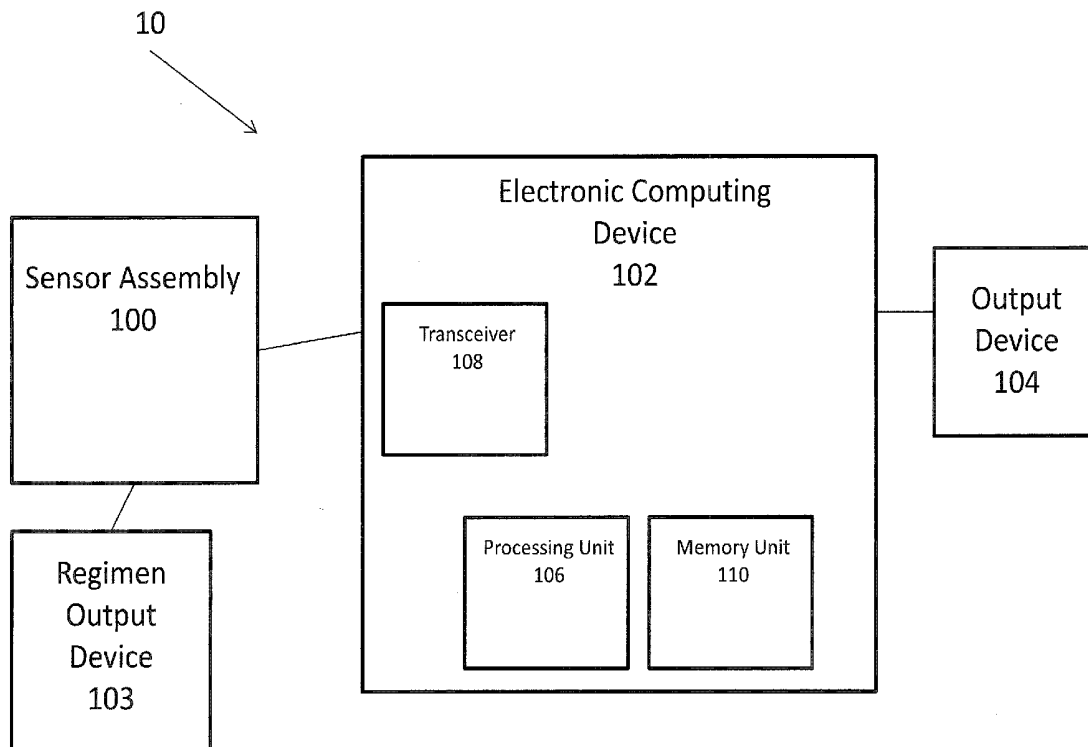 10
Sensor Assembly
100
Regimen
Output
Device
103
Electronic Computing
Device
102
Transceiver
108
Processing Unit
106
Memory Unit
110
Output
Device
104